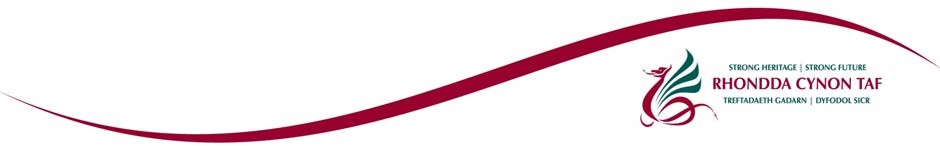 STRONG HERITAGE | STRONG FUTURE
RHONDDA CYNON TAF
TREFTADAETH GADARN | DYFODOL SICR